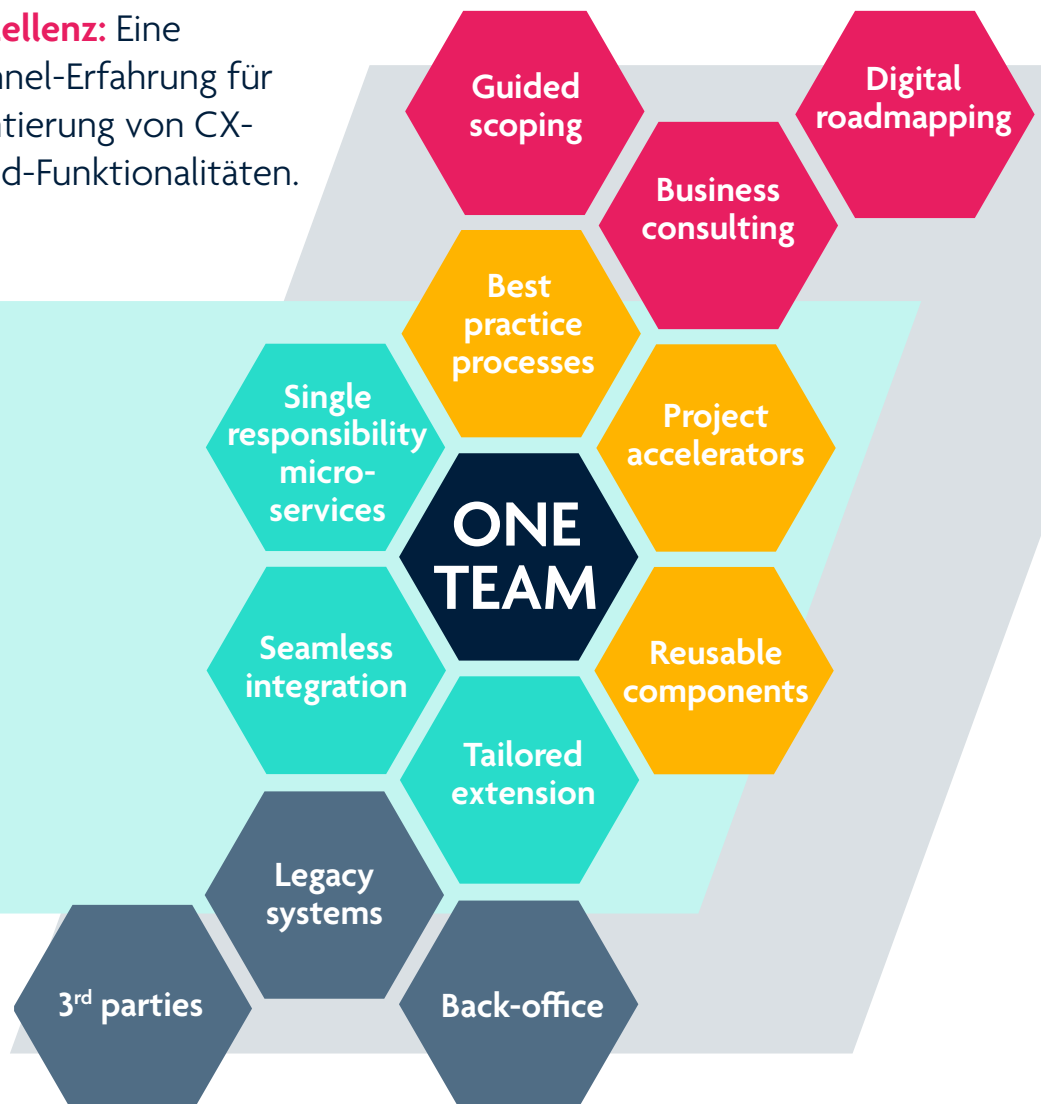 ellenz: Eine
nnel-Erfahrung für
tierung von CX-
d-Funktionalitäten.
Guided
scoping
Digital
roadmapping
Business
consulting
Best
practice
processes
Single
responsibility
micro-
services
Project
accelerators
ONE
TEAM
Seamless
integration
Reusable
components
Tailored
extension
Legacy
systems
3rd parties
Back-office